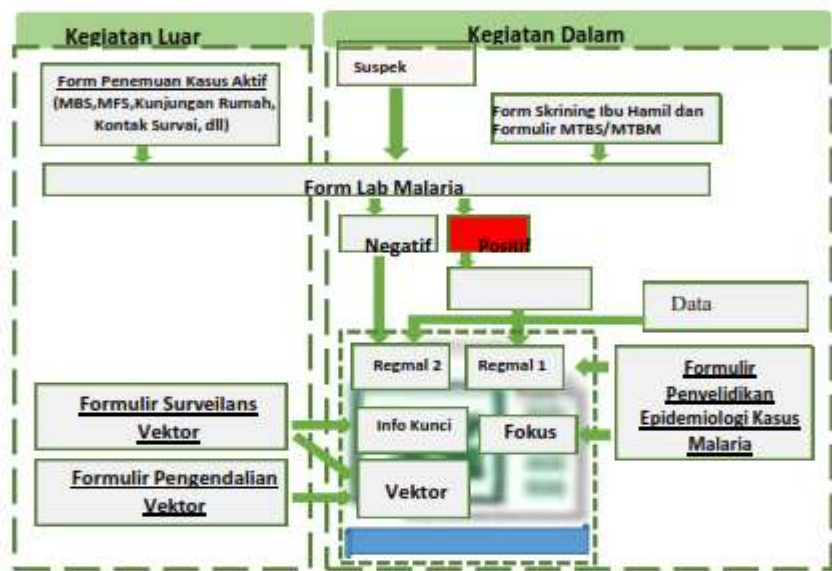 Kegiatan Luar
Kegiatan Dalam
Form Penemuan Kasus Aktif
(MBS,MFS,Kunjungan Rumah,
Kontak Survai, dll)
Suspek
Form Skrining Ibu Hamil dan
Formulir MTBS/MTBM
Form Lab Malaria
Negatif
Positif
Data
Regmal 2
Regmal 1
Formulir
Penyelidikan
Epidemiologi Kasus
Malaria
Formulir Surveilans
Vektor
Info Kunci
Fokus
Formulir Pengendalian
Vektor
Vektor